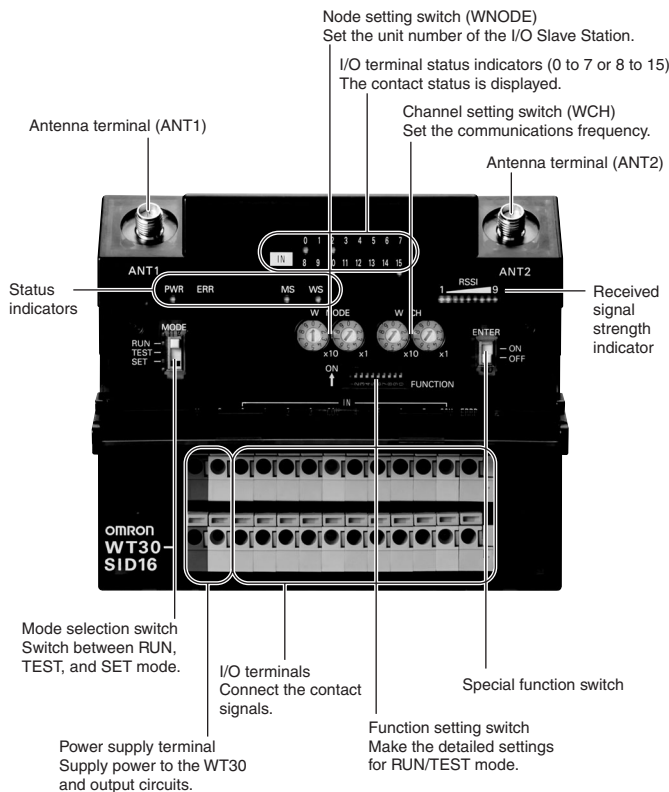 Node setting switch (WNODE)
Set the unit number of the I/O Slave Station.
I/O terminal status indicators (0 to 7 or 8 to 15)
The contact status is displayed.
Channel setting switch (WCH)
Set the communications frequency.
Antenna terminal (ANT1)
Antenna terminal (ANT2)
0 1 2 3 4 5 6 7
IN
8 9 10 11 12 13 14 15
ANT1
ANT2
PWR ERR MS WS
RSSI
1 9
Status
indicators
Received
signal
strength
indicator
MODE
RUN
TEST
SET
W NODE
W CH
x10 x1
x10 x1
ENTER
ON
OFF
ON
FUNCTION
IN
OMRON
WT30-
SID16
Mode selection switch
Switch between RUN,
TEST, and SET mode.
I/O terminals
Connect the contact
signals.
Special function switch
Function setting switch
Make the detailed settings
for RUN/TEST mode.
Power supply terminal
Supply power to the WT30
and output circuits.